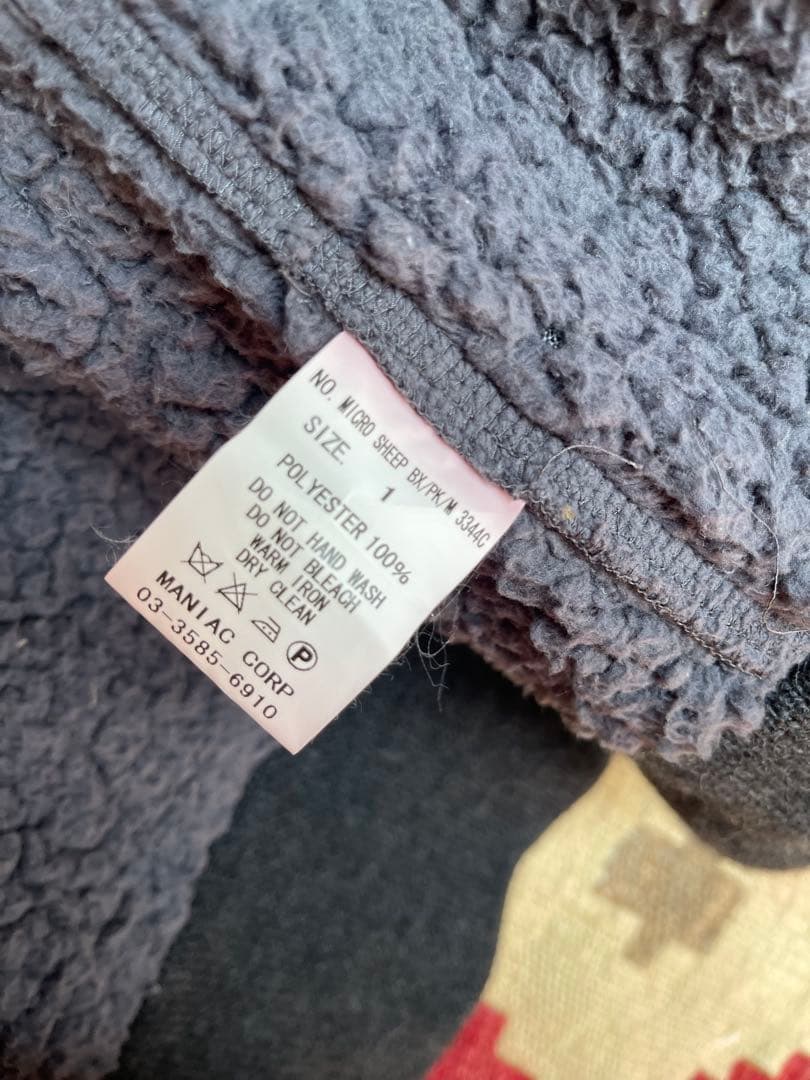 NO. MICRO SHEEP BX/PK/M 3344C
SIZE. 1
POLYESTER 100%
DO NOT HAND WASH
DO NOT BLEACH
WARM IRON
DRY CLEAN
P
MANIAC CORP
03-3585-6910